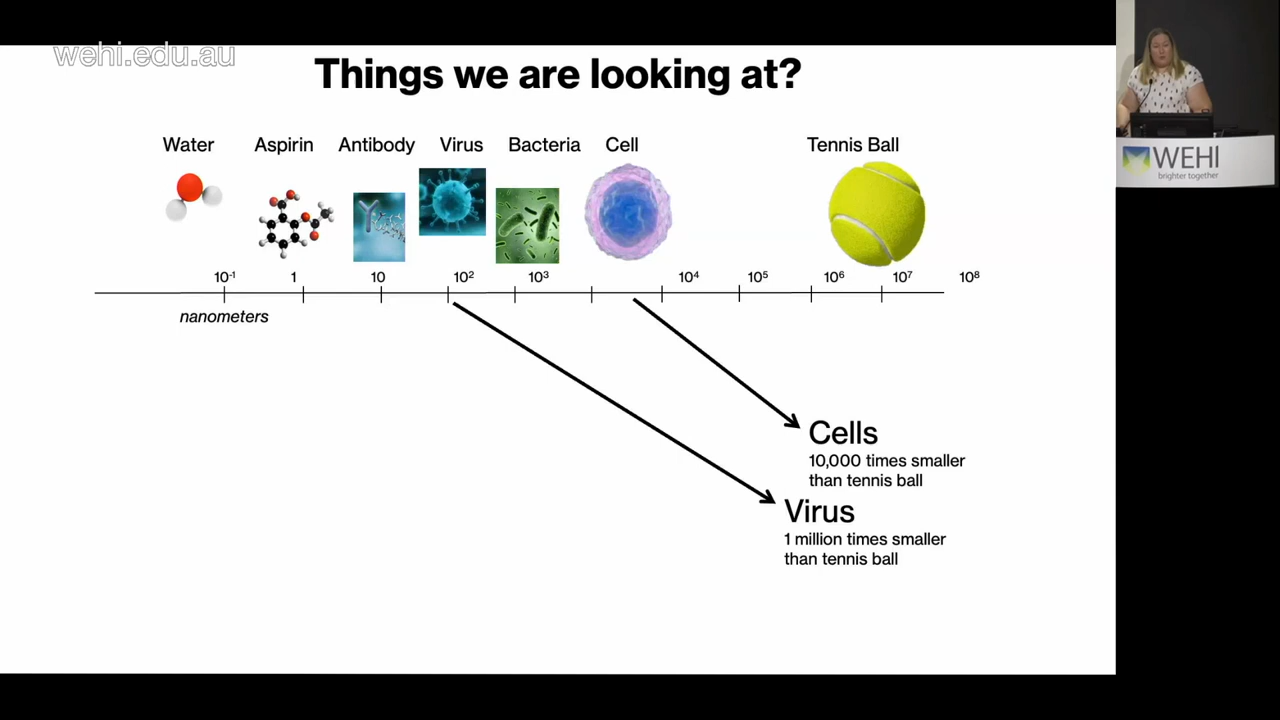 wehi.edu.au
Things we are looking at?
Water Aspirin Antibody Virus Bacteria Cell Tennis Ball
10⁻¹ 1 10 10² 10³ 10⁴ 10⁵ 10⁶ 10⁷ 10⁸
nanometers
Cells
10,000 times smaller
than tennis ball
Virus
1 million times smaller
than tennis ball
WEHI
brighter together